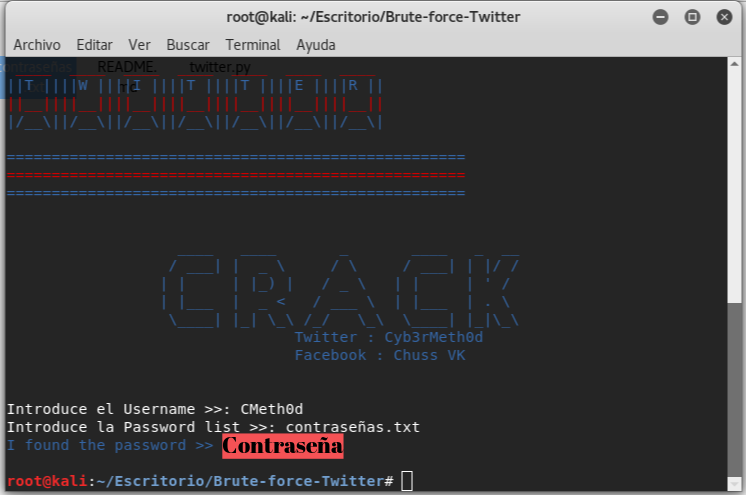 root@kali: ~/Escritorio/Brute-force-Twitter
Archivo Editar Ver Buscar Terminal Ayuda
contraseñas README. twitter.py
||T ||||W ||||I ||||T ||||T ||||E ||||R ||
||__||||__||||__||||__||||__||||__||||__||
|/__\||/__\||/__\||/__\||/__\||/__\||/__\|
===================================================
===================================================
===================================================
CRACK
Twitter : Cyb3rMeth0d
Facebook : Chuss VK
Introduce el Username >>: CMeth0d
Introduce la Password list >>: contraseñas.txt
I found the password >> Contraseña
root@kali:~/Escritorio/Brute-force-Twitter#